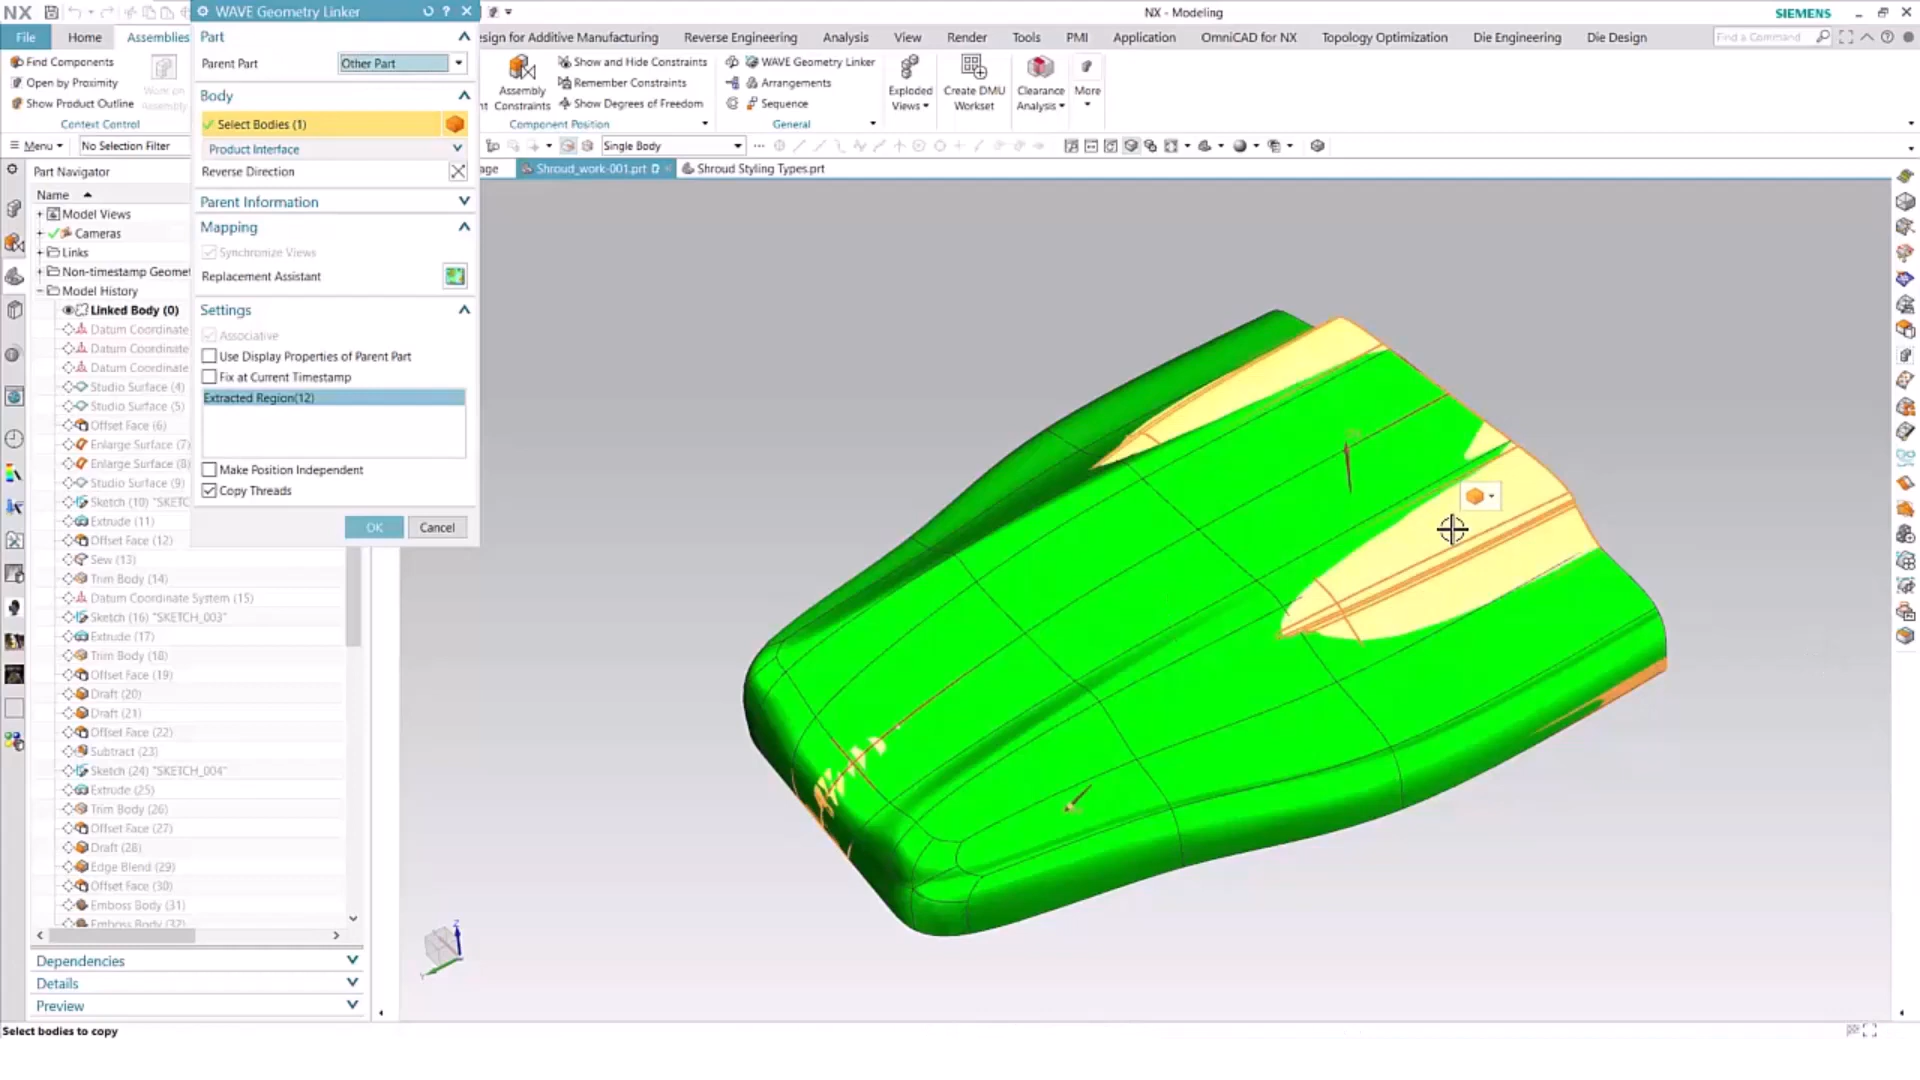 NX
WAVE Geometry Linker
NX - Modeling
SIEMENS
File
Home
Assemblies
Design for Additive Manufacturing
Reverse Engineering
Analysis
View
Render
Tools
PMI
Application
OmniCAD for NX
Topology Optimization
Die Engineering
Die Design
Find a Command
Find Components
Open by Proximity
Show Product Outline
Work on
Assembly
Context Control
Assembly
Constraints
Show and Hide Constraints
Remember Constraints
Show Degrees of Freedom
Component Position
WAVE Geometry Linker
Arrangements
Sequence
General
Exploded
Views
Create DMU
Workset
Clearance
Analysis
More
Menu
No Selection Filter
Single Body
Shroud_work-001.prt
Shroud Styling Types.prt
Part
Parent Part
Other Part
Body
Select Bodies (1)
Product Interface
Reverse Direction
Parent Information
Mapping
Synchronize Views
Replacement Assistant
Settings
Associative
Use Display Properties of Parent Part
Fix at Current Timestamp
Extracted Region(12)
Make Position Independent
Copy Threads
OK
Cancel
Part Navigator
Name
Model Views
Cameras
Links
Non-timestamp Geomet
Model History
Linked Body (0)
Datum Coordinate
Datum Coordinate
Datum Coordinate
Studio Surface (4)
Studio Surface (5)
Offset Face (6)
Enlarge Surface (7)
Enlarge Surface (8)
Studio Surface (9)
Sketch (10) "SKETC
Extrude (11)
Offset Face (12)
Sew (13)
Trim Body (14)
Datum Coordinate System (15)
Sketch (16) "SKETCH_003"
Extrude (17)
Trim Body (18)
Offset Face (19)
Draft (20)
Draft (21)
Offset Face (22)
Subtract (23)
Sketch (24) "SKETCH_004"
Extrude (25)
Trim Body (26)
Offset Face (27)
Draft (28)
Edge Blend (29)
Offset Face (30)
Emboss Body (31)
Emboss Body (32)
Dependencies
Details
Preview
Z
Y
Select bodies to copy